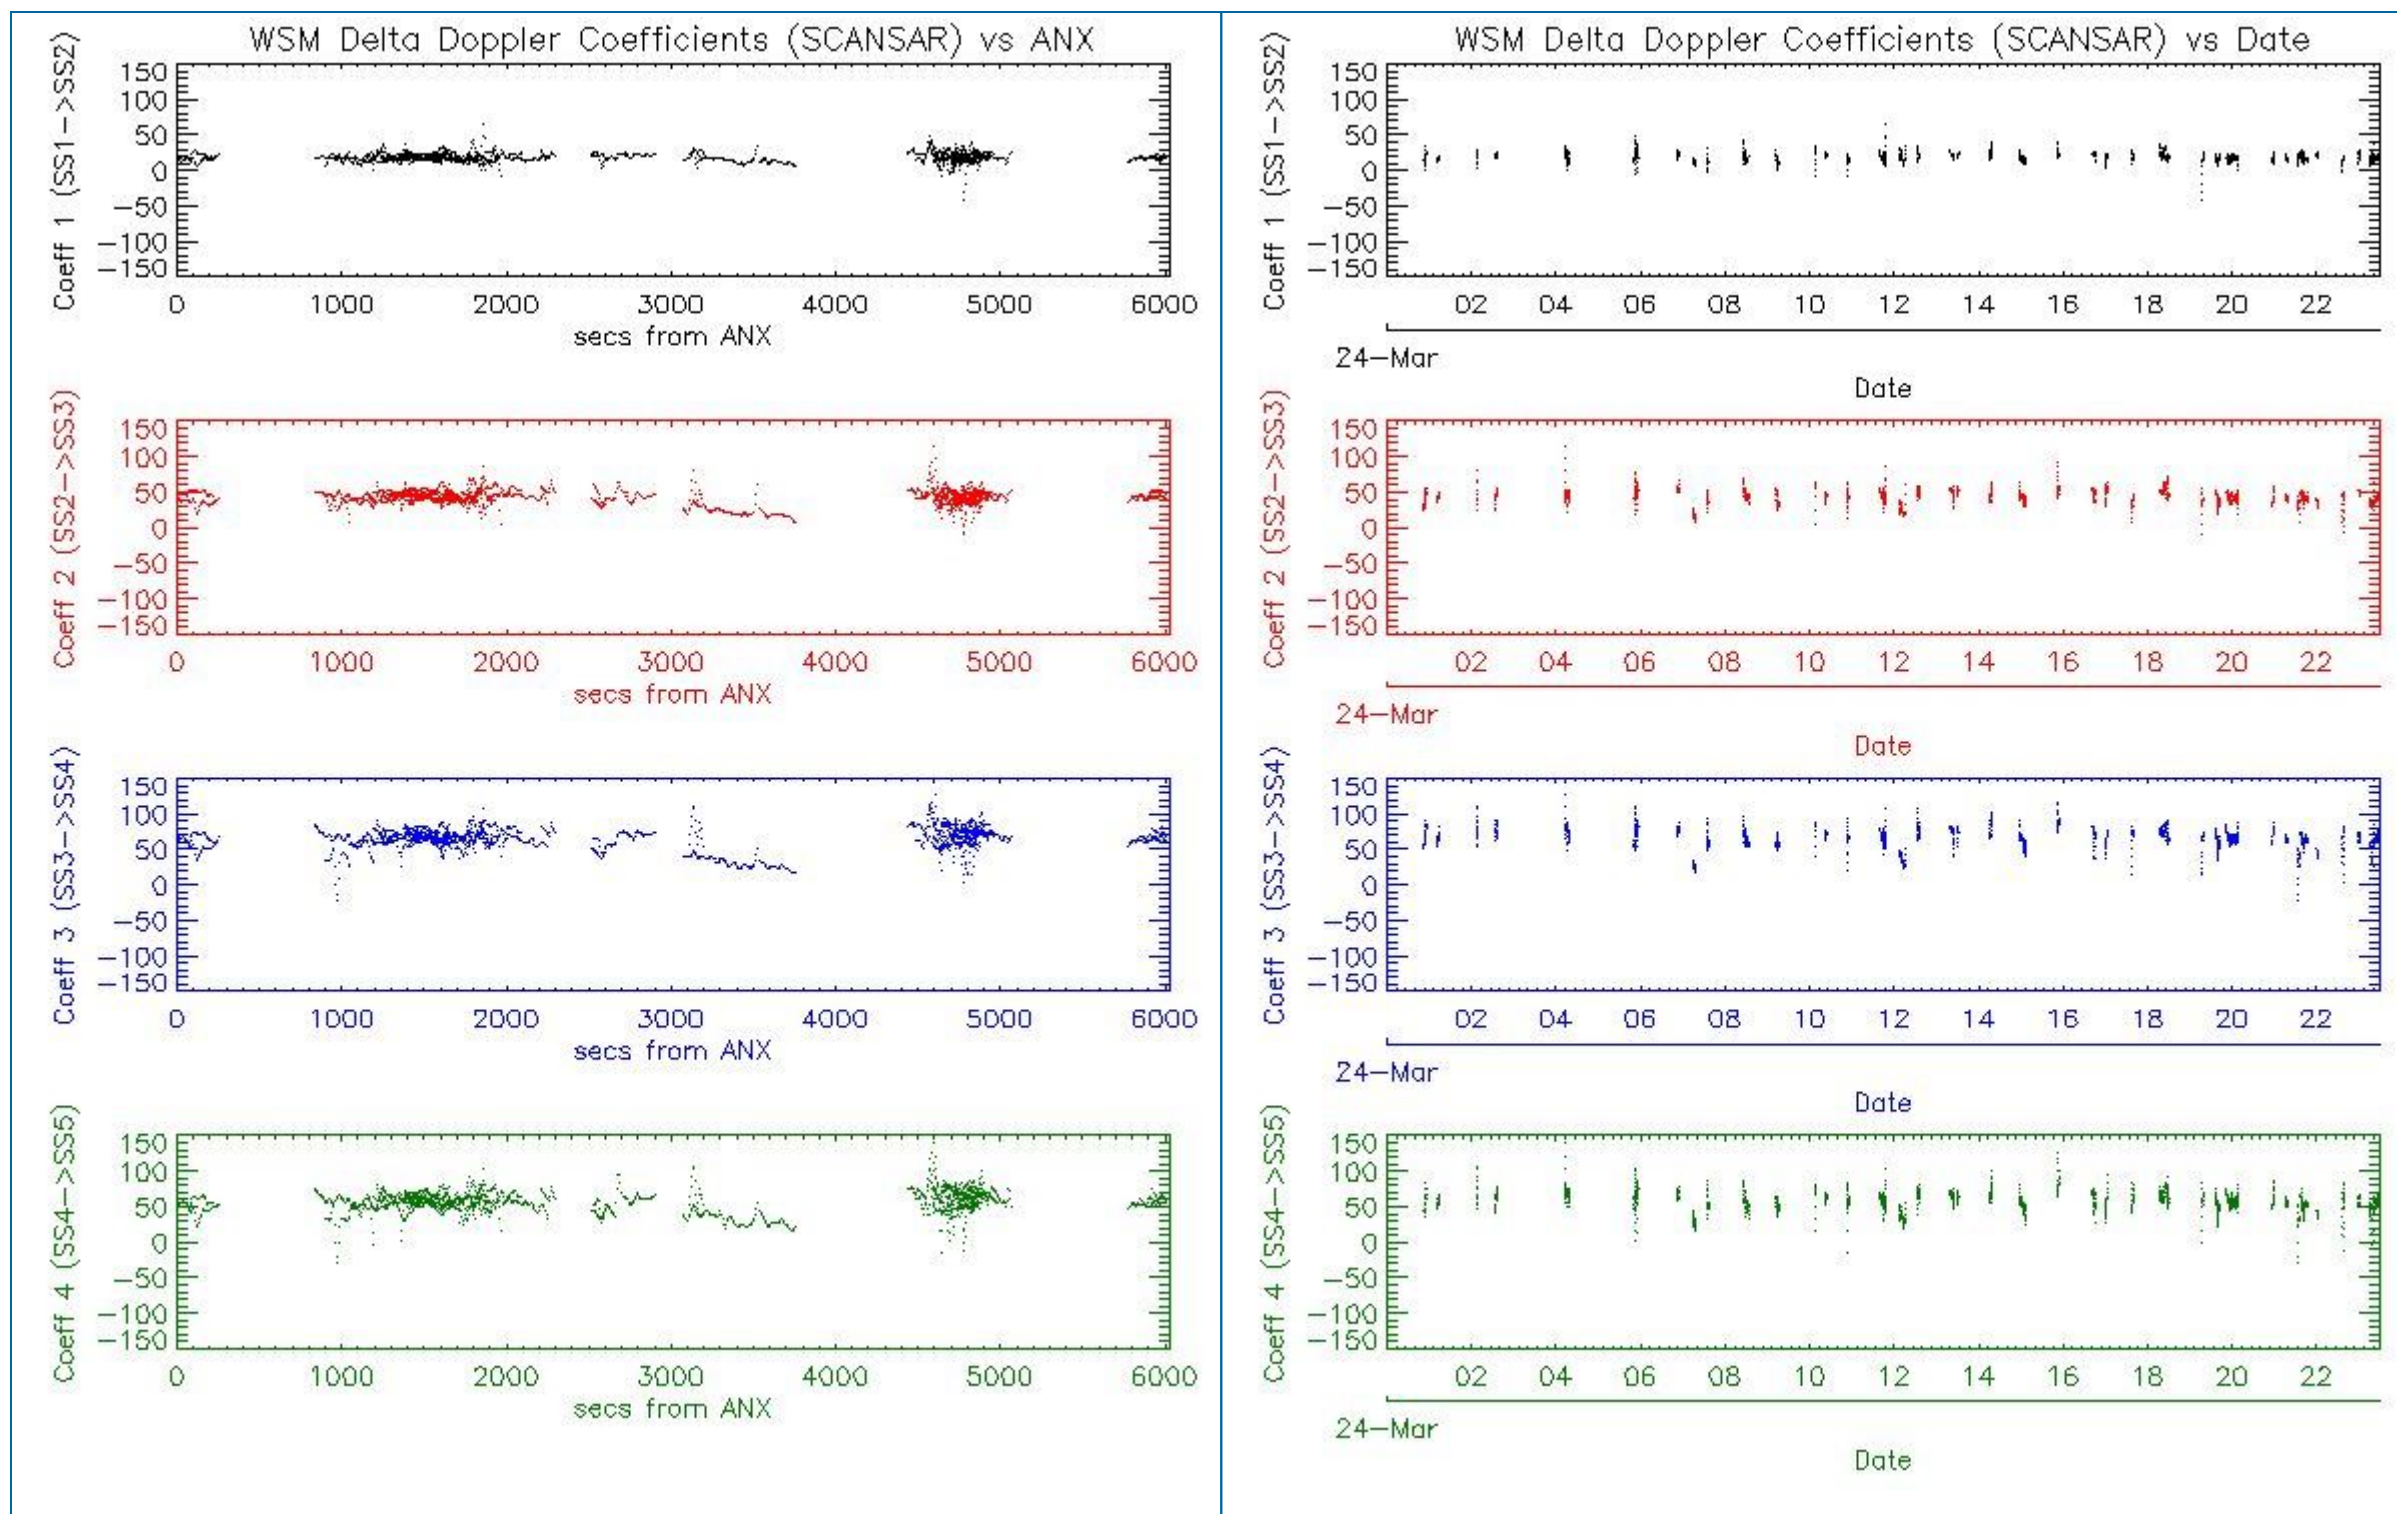 WSM Delta Doppler Coefficients (SCANSAR) vs ANX
Coeff 1 (SS1->SS2)
150
100
50
0
-50
-100
-150
0 1000 2000 3000 4000 5000 6000
secs from ANX
Coeff 2 (SS2->SS3)
150
100
50
0
-50
-100
-150
0 1000 2000 3000 4000 5000 6000
secs from ANX
Coeff 3 (SS3->SS4)
150
100
50
0
-50
-100
-150
0 1000 2000 3000 4000 5000 6000
secs from ANX
Coeff 4 (SS4->SS5)
150
100
50
0
-50
-100
-150
0 1000 2000 3000 4000 5000 6000
secs from ANX
WSM Delta Doppler Coefficients (SCANSAR) vs Date
Coeff 1 (SS1->SS2)
150
100
50
0
-50
-100
-150
02 04 06 08 10 12 14 16 18 20 22
24-Mar
Date
Coeff 2 (SS2->SS3)
150
100
50
0
-50
-100
-150
02 04 06 08 10 12 14 16 18 20 22
24-Mar
Date
Coeff 3 (SS3->SS4)
150
100
50
0
-50
-100
-150
02 04 06 08 10 12 14 16 18 20 22
24-Mar
Date
Coeff 4 (SS4->SS5)
150
100
50
0
-50
-100
-150
02 04 06 08 10 12 14 16 18 20 22
24-Mar
Date